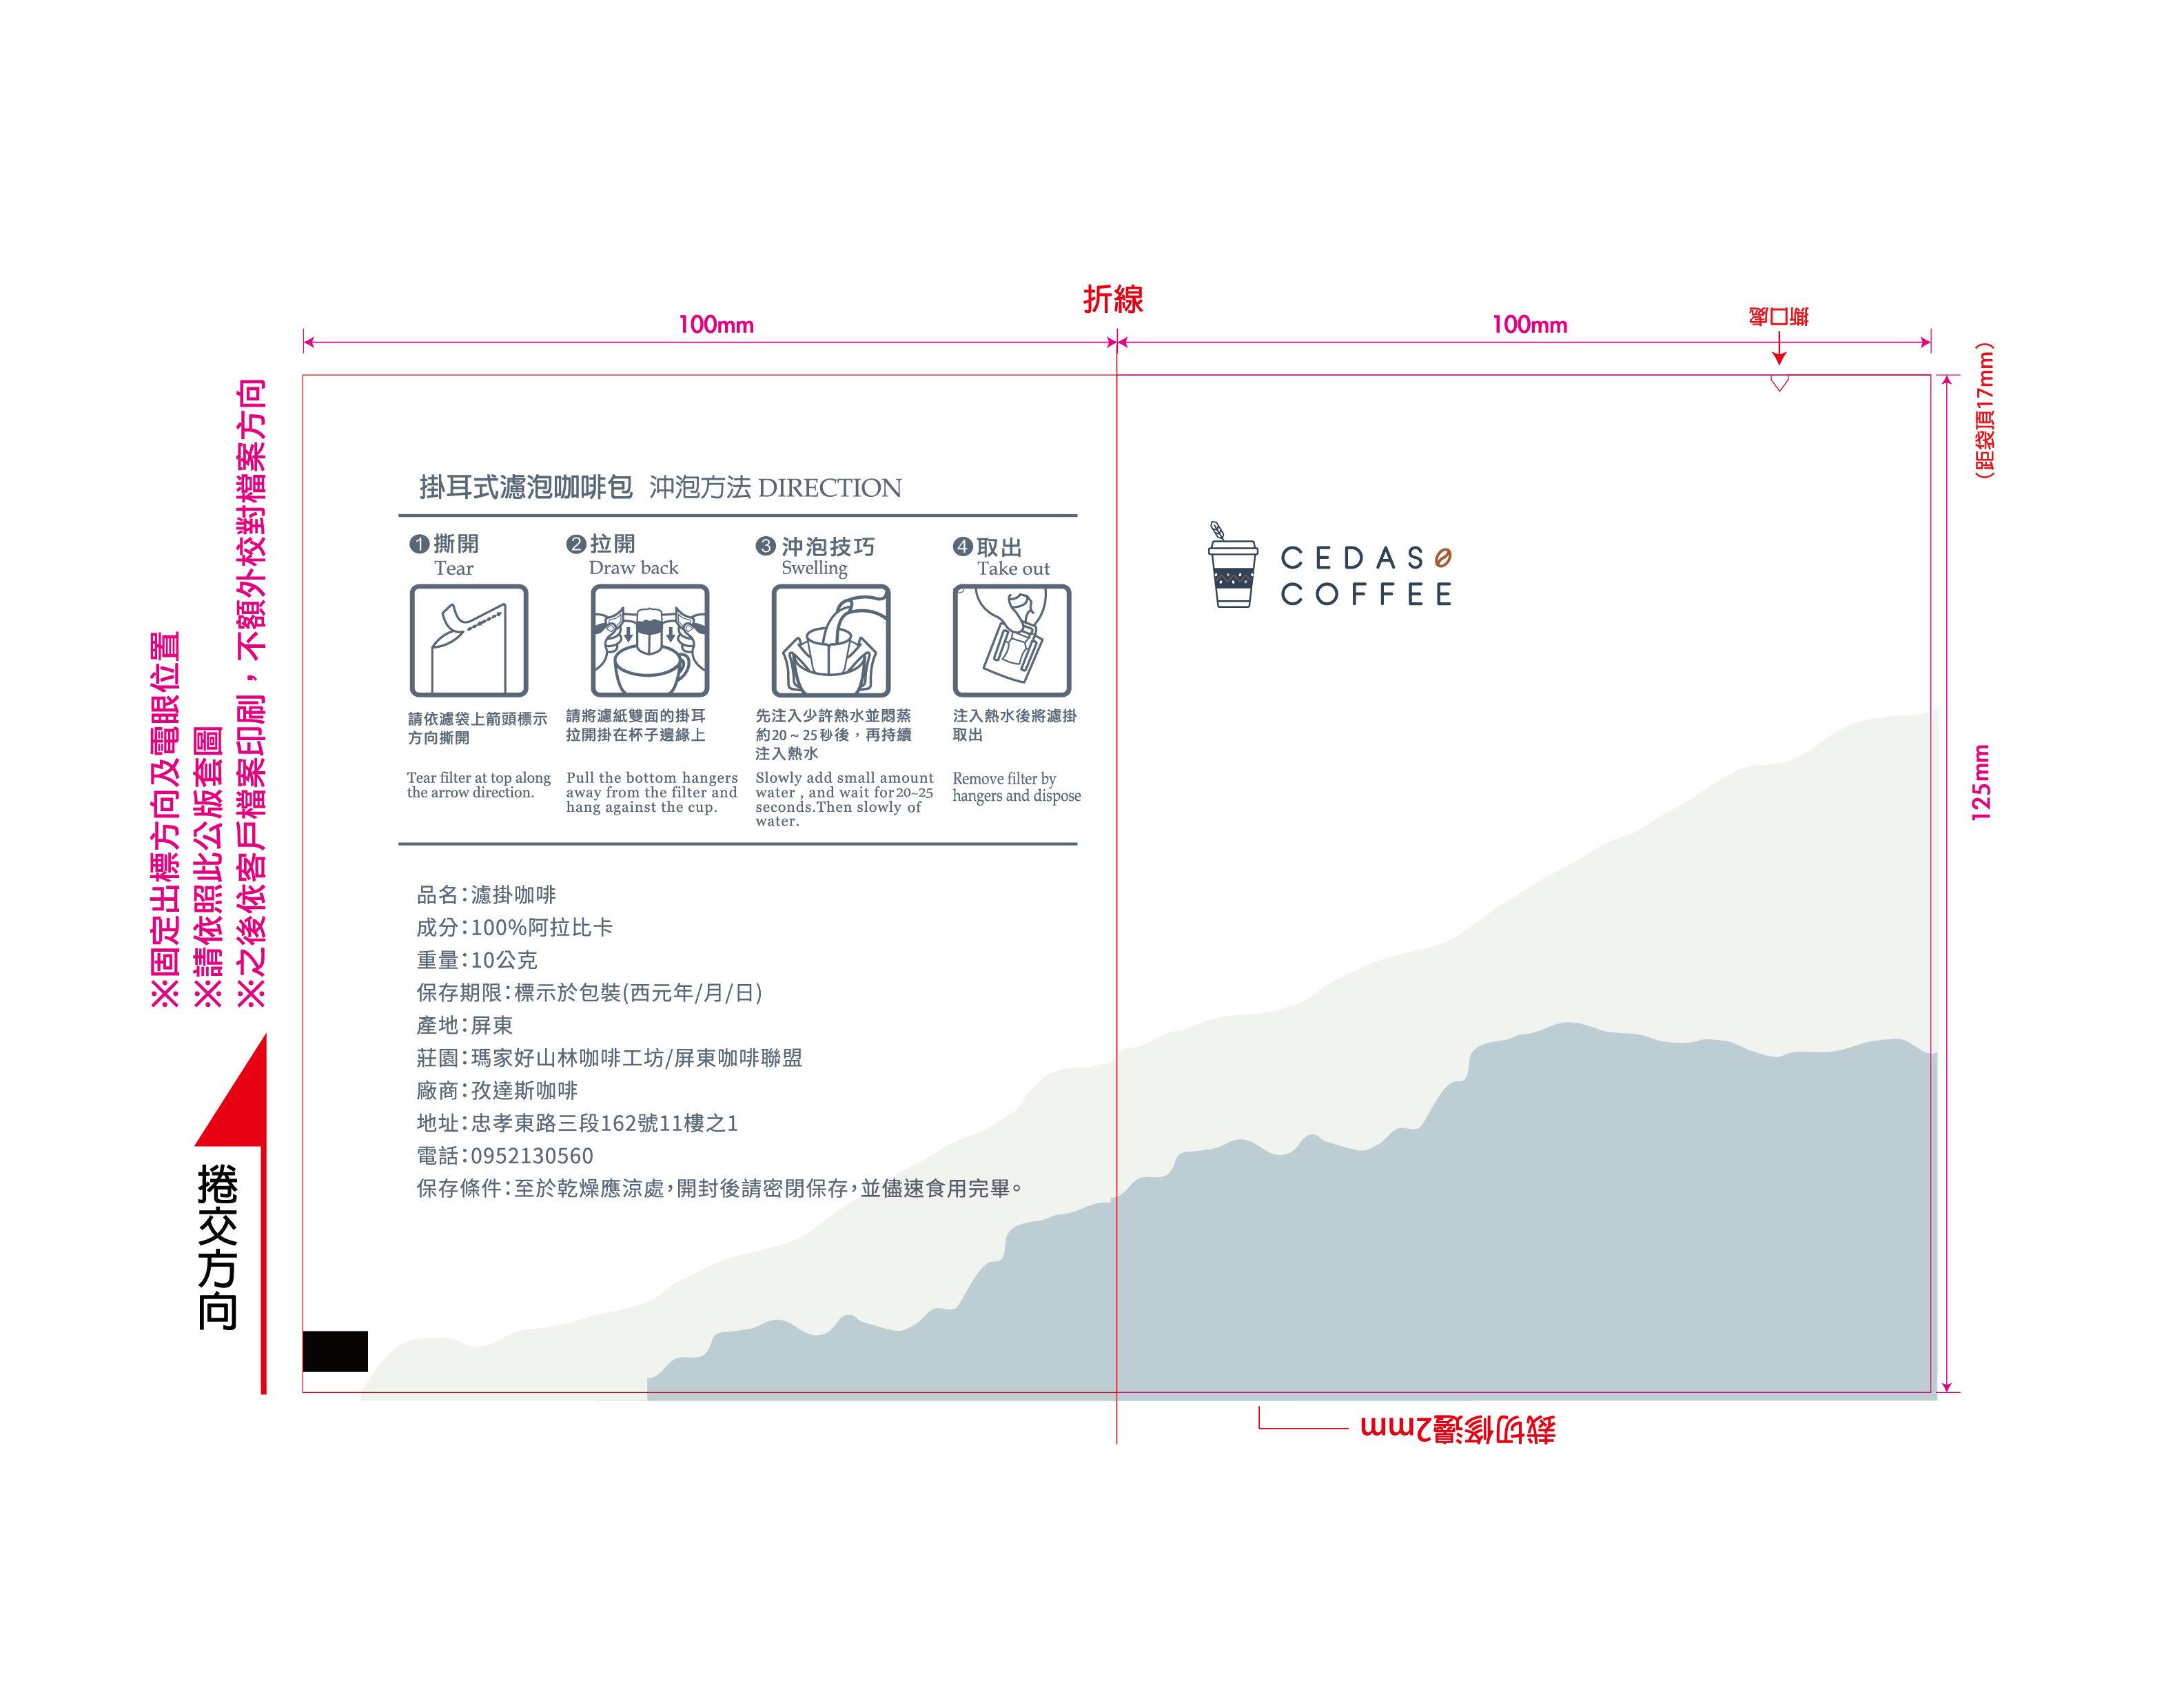 折線
100mm
100mm
撕口處
（距袋頂17mm）
125mm
※固定出標方向及電眼位置
※請依照此公版套圖
※之後依客戶檔案印刷，不額外校對檔案方向
捲交方向
掛耳式濾泡咖啡包 沖泡方法 DIRECTION
1 撕開
Tear
請依濾袋上箭頭標示
方向撕開
Tear filter at top along
the arrow direction.
2 拉開
Draw back
請將濾紙雙面的掛耳
拉開掛在杯子邊緣上
Pull the bottom hangers
away from the filter and
hang against the cup.
3 沖泡技巧
Swelling
先注入少許熱水並悶蒸
約20～25秒後，再持續
注入熱水
Slowly add small amount
water , and wait for 20~25
seconds.Then slowly of
water.
4 取出
Take out
注入熱水後將濾掛
取出
Remove filter by
hangers and dispose
品名：濾掛咖啡
成分：100%阿拉比卡
重量：10公克
保存期限：標示於包裝(西元年/月/日)
產地：屏東
莊園：瑪家好山林咖啡工坊/屏東咖啡聯盟
廠商：孜達斯咖啡
地址：忠孝東路三段162號11樓之1
電話：0952130560
保存條件：至於乾燥應涼處，開封後請密閉保存，並儘速食用完畢。
CEDAS
COFFEE
裁切修邊2mm